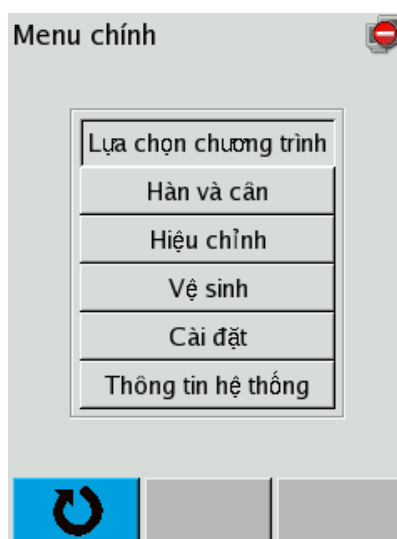 Menu chính
Lựa chọn chương trình
Hàn và cân
Hiệu chỉnh
Vệ sinh
Cài đặt
Thông tin hệ thống